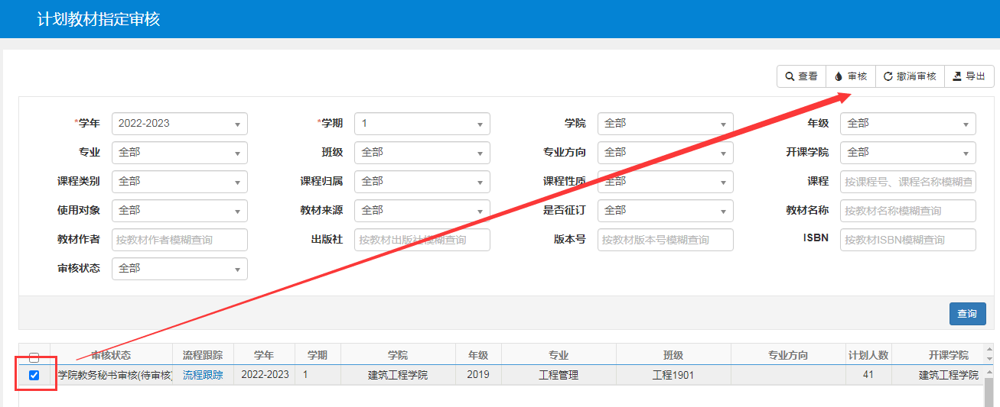 计划教材指定审核
查看 审核 撤消审核 导出
*学年 2022-2023 *学期 1 学院 全部 年级 全部
专业 全部 班级 全部 专业方向 全部 开课学院 全部
课程类别 全部 课程归属 全部 课程性质 全部 课程 按课程号、课程名称模糊查
使用对象 全部 教材来源 全部 是否征订 全部 教材名称 按教材名称模糊查询
教材作者 按教材作者模糊查询 出版社 按教材出版社模糊查询 版本号 按教材版本号模糊查询 ISBN 按教材ISBN模糊查询
审核状态 全部
查询
审核状态 流程跟踪 学年 学期 学院 年级 专业 班级 专业方向 计划人数 开课学院
学院教务秘书审核(待审核) 流程跟踪 2022-2023 1 建筑工程学院 2019 工程管理 工程1901 41 建筑工程学院